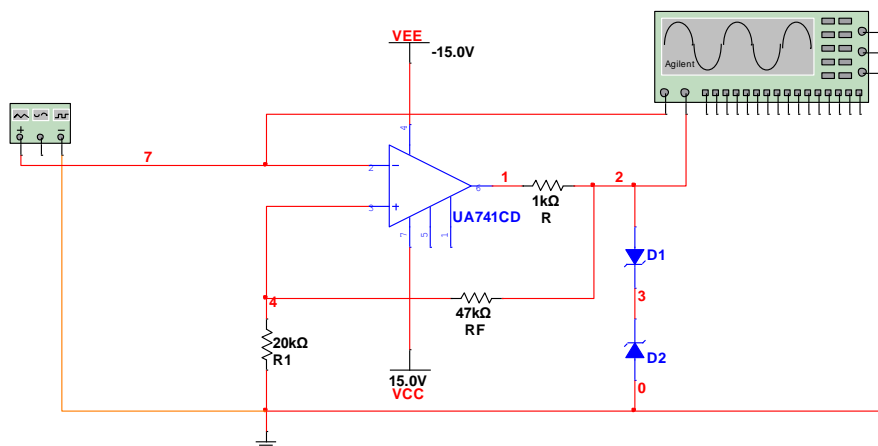 VEE
-15.0V
Agilent
+
−
7
4
2
−
3
+
6
UA741CD
7
5
1
1
1kΩ
R
2
D1
4
47kΩ
RF
3
20kΩ
R1
D2
15.0V
VCC
0